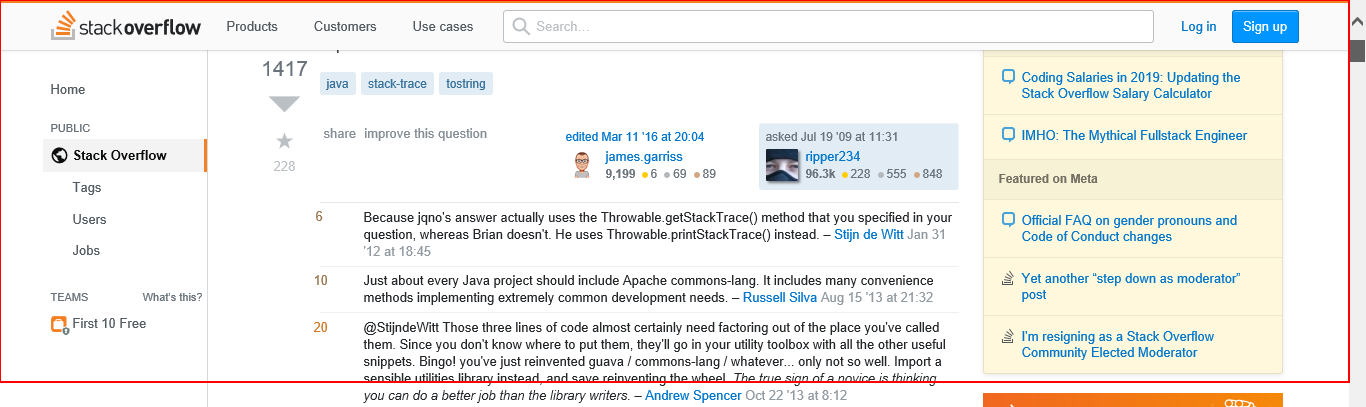 stackoverflow Products Customers Use cases Search... Log in Sign up
Home
PUBLIC
Stack Overflow
Tags
Users
Jobs
TEAMS What's this?
First 10 Free
1417
228
java stack-trace tostring
share improve this question
edited Mar 11 '16 at 20:04
james.garriss
9,199 6 69 89
asked Jul 19 '09 at 11:31
ripper234
96.3k 228 555 848
6 Because jqno's answer actually uses the Throwable.getStackTrace() method that you specified in your
question, whereas Brian doesn't. He uses Throwable.printStackTrace() instead. – Stijn de Witt Jan 31
'12 at 18:45
10 Just about every Java project should include Apache commons-lang. It includes many convenience
methods implementing extremely common development needs. – Russell Silva Aug 15 '13 at 21:32
20 @StijndeWitt Those three lines of code almost certainly need factoring out of the place you've called
them. Since you don't know where to put them, they'll go in your utility toolbox with all the other useful
snippets. Bingo! you've just reinvented guava / commons-lang / whatever... only not so well. Import a
sensible utilities library instead, and save reinventing the wheel. The true sign of a novice is thinking
you can do a better job than the library writers. – Andrew Spencer Oct 22 '13 at 8:12
Coding Salaries in 2019: Updating the
Stack Overflow Salary Calculator
IMHO: The Mythical Fullstack Engineer
Featured on Meta
Official FAQ on gender pronouns and
Code of Conduct changes
Yet another “step down as moderator”
post
I'm resigning as a Stack Overflow
Community Elected Moderator